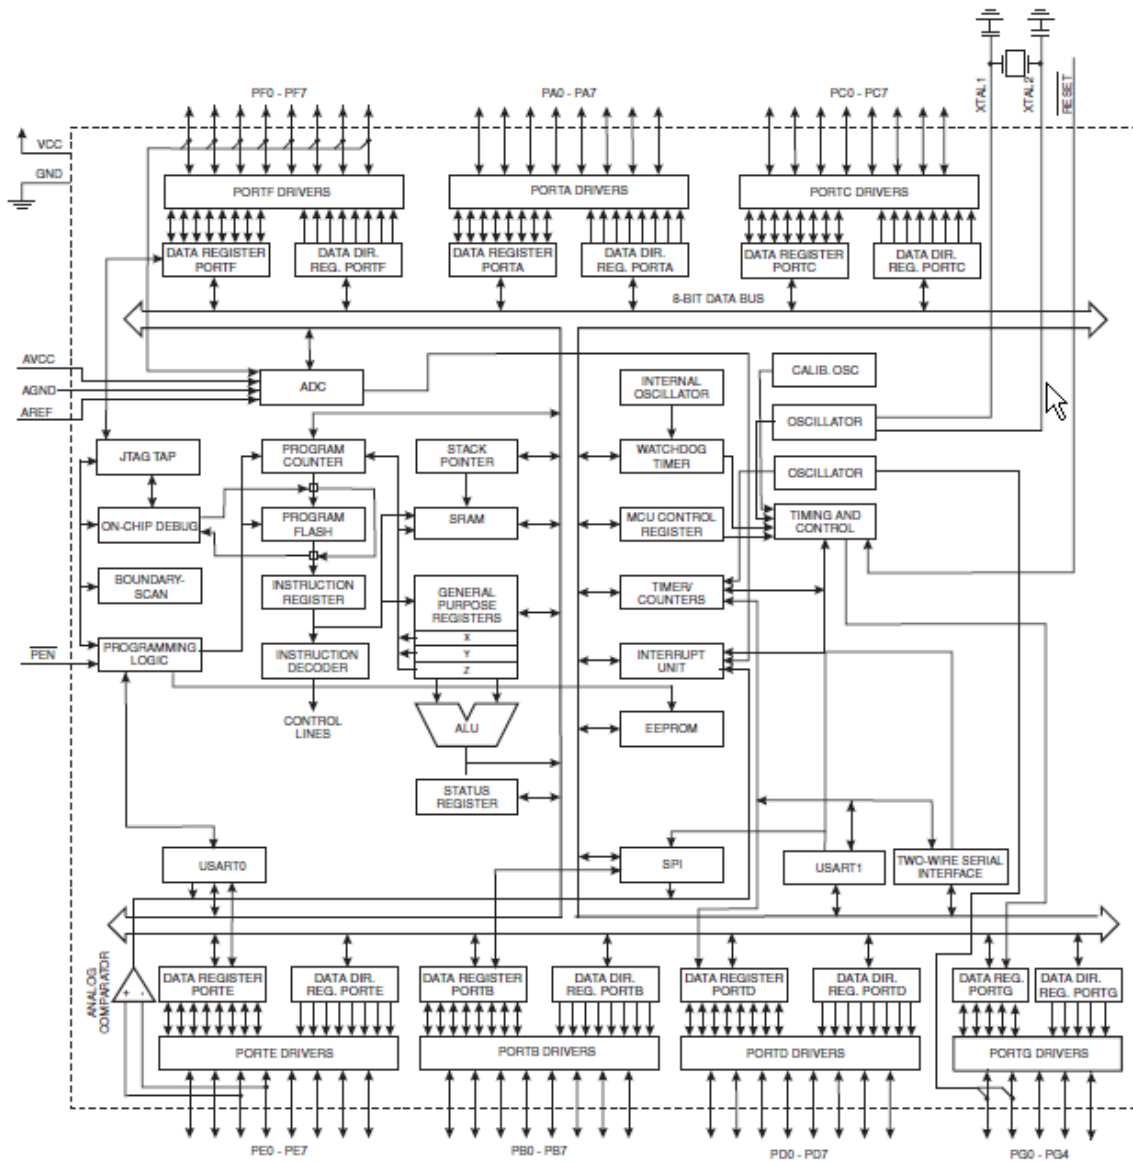 XTAL1
XTAL2
RESET
PF0 - PF7
PA0 - PA7
PC0 - PC7
VCC
GND
PORTF DRIVERS
PORTA DRIVERS
PORTC DRIVERS
DATA REGISTER
PORTF
DATA DIR.
REG. PORTF
DATA REGISTER
PORTA
DATA DIR.
REG. PORTA
DATA REGISTER
PORTC
DATA DIR.
REG. PORTC
8-BIT DATA BUS
AVCC
AGND
AREF
ADC
INTERNAL
OSCILLATOR
CALIB. OSC
OSCILLATOR
JTAG TAP
PROGRAM
COUNTER
STACK
POINTER
WATCHDOG
TIMER
OSCILLATOR
ON-CHIP DEBUG
PROGRAM
FLASH
SRAM
MCU CONTROL
REGISTER
TIMING AND
CONTROL
BOUNDARY-
SCAN
INSTRUCTION
REGISTER
GENERAL
PURPOSE
REGISTERS
X
Y
Z
TIMER/
COUNTERS
PEN
PROGRAMMING
LOGIC
INSTRUCTION
DECODER
INTERRUPT
UNIT
CONTROL
LINES
ALU
EEPROM
STATUS
REGISTER
USART0
SPI
USART1
TWO-WIRE SERIAL
INTERFACE
ANALOG
COMPARATOR
+ -
DATA REGISTER
PORTE
DATA DIR.
REG. PORTE
DATA REGISTER
PORTB
DATA DIR.
REG. PORTB
DATA REGISTER
PORTD
DATA DIR.
REG. PORTD
DATA REG.
PORTG
DATA DIR.
REG. PORTG
PORTE DRIVERS
PORTB DRIVERS
PORTD DRIVERS
PORTG DRIVERS
PE0 - PE7
PB0 - PB7
PD0 - PD7
PG0 - PG4